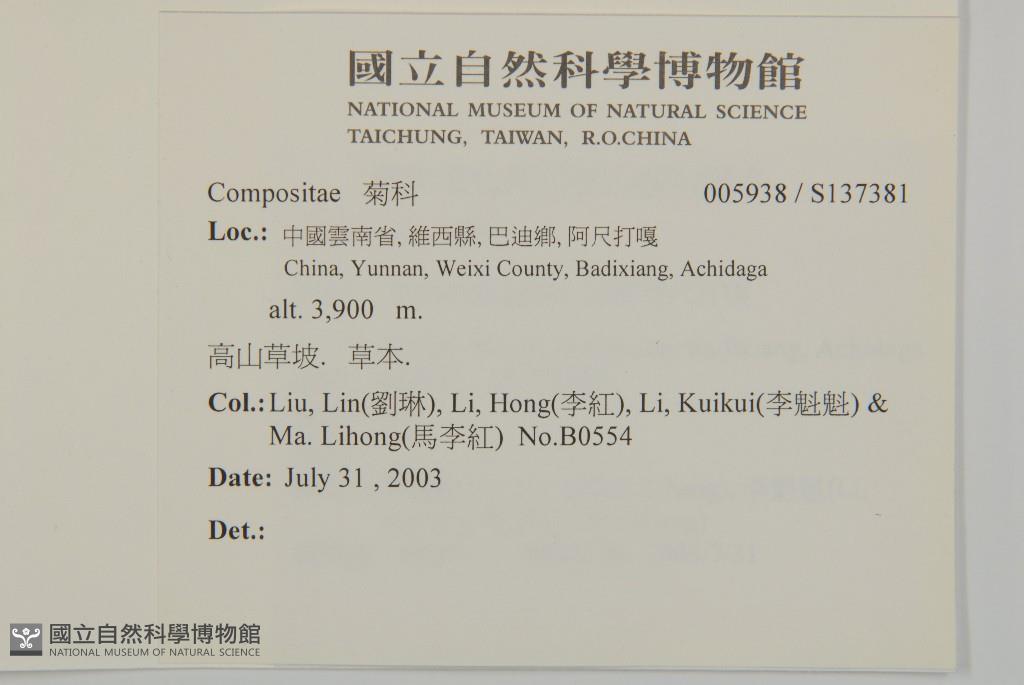 國立自然科學博物館
NATIONAL MUSEUM OF NATURAL SCIENCE
TAICHUNG, TAIWAN, R.O.CHINA
Compositae 菊科 005938 / S137381
Loc.: 中國雲南省, 維西縣, 巴迪鄉, 阿尺打嘎
China, Yunnan, Weixi County, Badixiang, Achidaga
alt. 3,900 m.
高山草坡. 草本.
Col.: Liu, Lin(劉琳), Li, Hong(李紅), Li, Kuikui(李魁魁) &
Ma. Lihong(馬李紅) No.B0554
Date: July 31 , 2003
Det.:
國立自然科學博物館
NATIONAL MUSEUM OF NATURAL SCIENCE